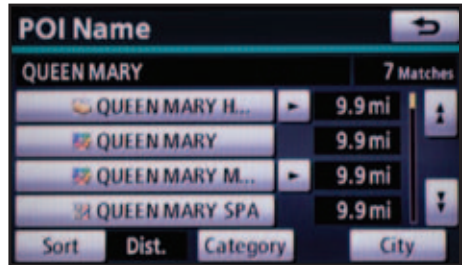 POI Name
QUEEN MARY 7 Matches
QUEEN MARY H... 9.9mi
QUEEN MARY 9.9mi
QUEEN MARY M... 9.9mi
QUEEN MARY SPA 9.9mi
Sort Dist. Category City